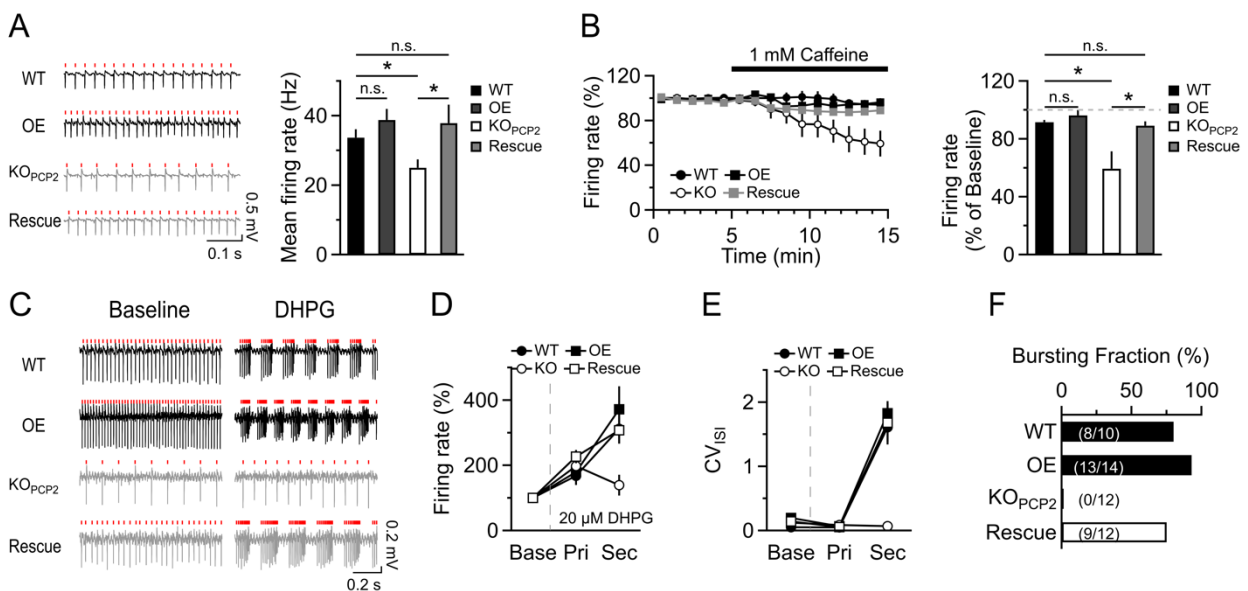 A
WT
OE
KOPCP2
Rescue
0.5 mV
0.1 s
Mean firing rate (Hz)
60
40
20
0
n.s.
*
n.s.
*
WT
OE
KOPCP2
Rescue
B
1 mM Caffeine
Firing rate (%)
120
80
40
0
WT
OE
KO
Rescue
0
5
10
15
Time (min)
Firing rate
(% of Baseline)
120
80
40
0
n.s.
*
n.s.
*
WT
OE
KOPCP2
Rescue
C
Baseline
DHPG
WT
OE
KOPCP2
Rescue
0.2 mV
0.2 s
D
WT
OE
KO
Rescue
Firing rate (%)
400
200
0
20 µM DHPG
Base
Pri
Sec
E
WT
OE
KO
Rescue
CVISI
2
1
0
Base
Pri
Sec
F
Bursting Fraction (%)
0
50
100
WT
(8/10)
OE
(13/14)
KOPCP2
(0/12)
Rescue
(9/12)